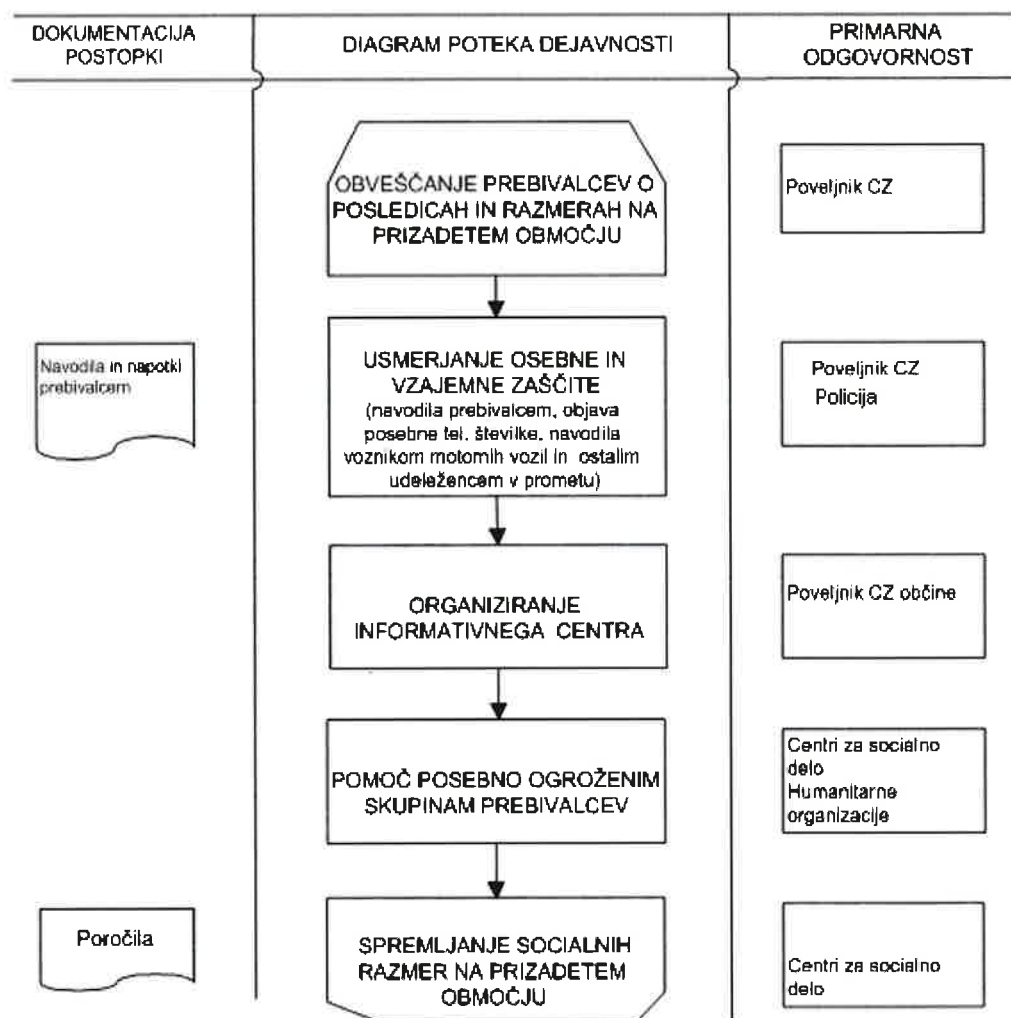 DOKUMENTACIJA
POSTOPKI
DIAGRAM POTEKA DEJAVNOSTI
PRIMARNA
ODGOVORNOST
OBVEŠČANJE PREBIVALCEV O
POSLEDICAH IN RAZMERAH NA
PRIZADETEM OBMOČJU
Poveljnik CZ
Navodila in napotki
prebivalcem
USMERJANJE OSEBNE IN
VZAJEMNE ZAŠČITE
(navodila prebivalcem, objava
posebne tel. številke, navodila
voznikom motornih vozil in ostalim
udeležencem v prometu)
Poveljnik CZ
Policija
ORGANIZIRANJE
INFORMATIVNEGA CENTRA
Poveljnik CZ občine
POMOČ POSEBNO OGROŽENIM
SKUPINAM PREBIVALCEV
Centri za socialno
delo
Humanitarne
organizacije
Poročila
SPREMLJANJE SOCIALNIH
RAZMER NA PRIZADETEM
OBMOČJU
Centri za socialno
delo